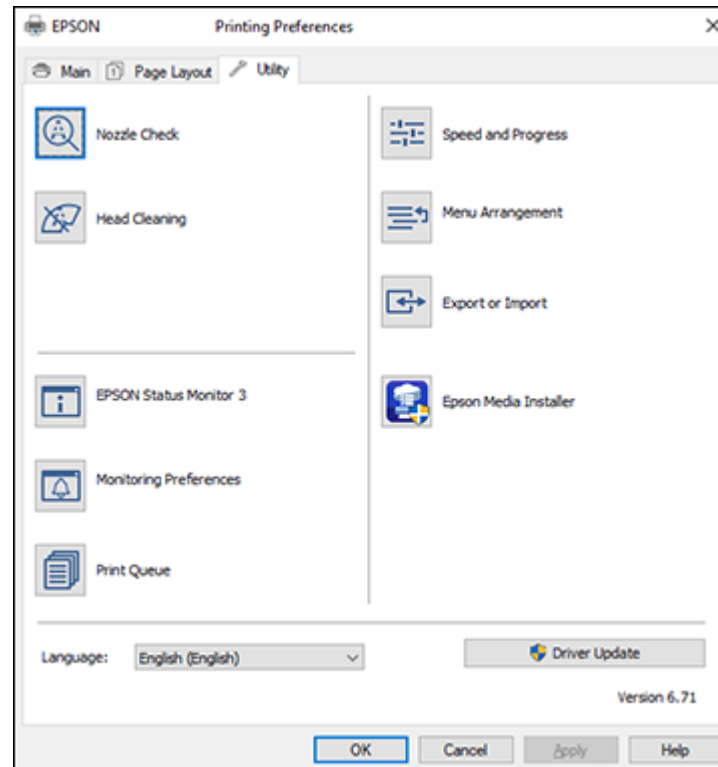 EPSON Printing Preferences
Main Page Layout Utility
Nozzle Check
Head Cleaning
EPSON Status Monitor 3
Monitoring Preferences
Print Queue
Speed and Progress
Menu Arrangement
Export or Import
Epson Media Installer
Language: English (English)
Driver Update
Version 6.71
OK Cancel Apply Help